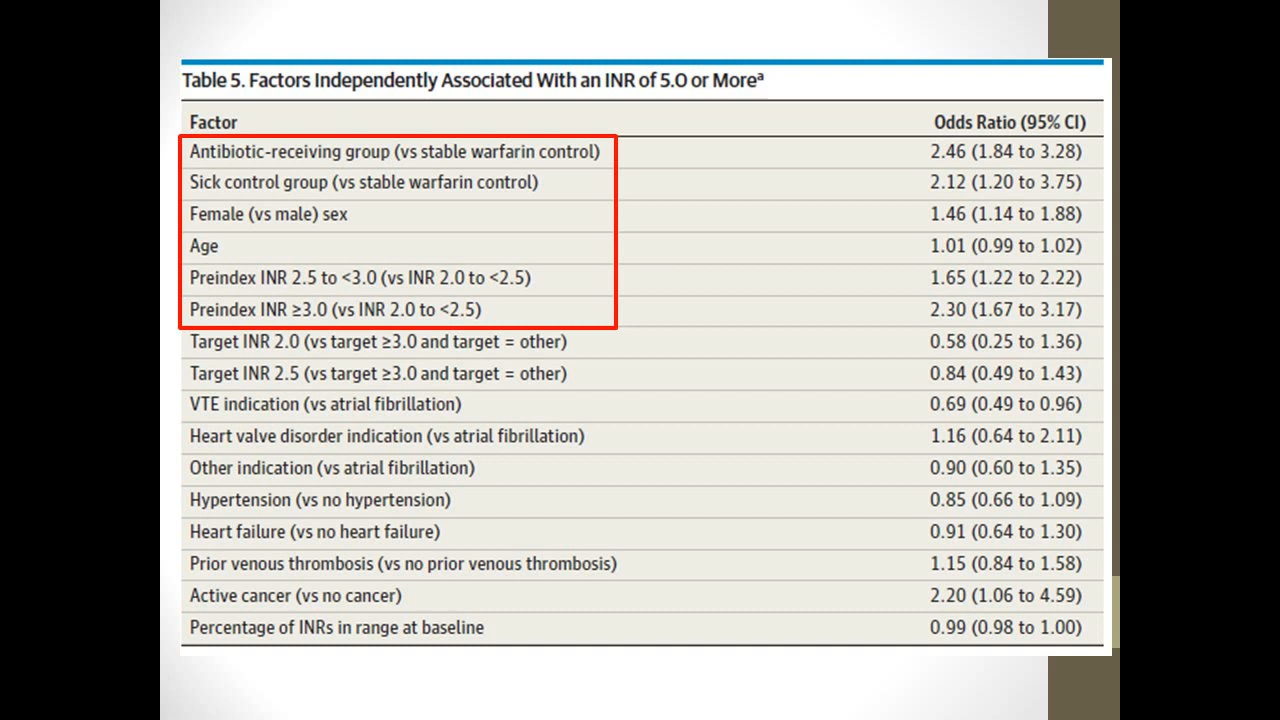 Table 5. Factors Independently Associated With an INR of 5.0 or Moreᵃ
Factor Odds Ratio (95% CI)
Antibiotic-receiving group (vs stable warfarin control) 2.46 (1.84 to 3.28)
Sick control group (vs stable warfarin control) 2.12 (1.20 to 3.75)
Female (vs male) sex 1.46 (1.14 to 1.88)
Age 1.01 (0.99 to 1.02)
Preindex INR 2.5 to <3.0 (vs INR 2.0 to <2.5) 1.65 (1.22 to 2.22)
Preindex INR ≥3.0 (vs INR 2.0 to <2.5) 2.30 (1.67 to 3.17)
Target INR 2.0 (vs target ≥3.0 and target = other) 0.58 (0.25 to 1.36)
Target INR 2.5 (vs target ≥3.0 and target = other) 0.84 (0.49 to 1.43)
VTE indication (vs atrial fibrillation) 0.69 (0.49 to 0.96)
Heart valve disorder indication (vs atrial fibrillation) 1.16 (0.64 to 2.11)
Other indication (vs atrial fibrillation) 0.90 (0.60 to 1.35)
Hypertension (vs no hypertension) 0.85 (0.66 to 1.09)
Heart failure (vs no heart failure) 0.91 (0.64 to 1.30)
Prior venous thrombosis (vs no prior venous thrombosis) 1.15 (0.84 to 1.58)
Active cancer (vs no cancer) 2.20 (1.06 to 4.59)
Percentage of INRs in range at baseline 0.99 (0.98 to 1.00)